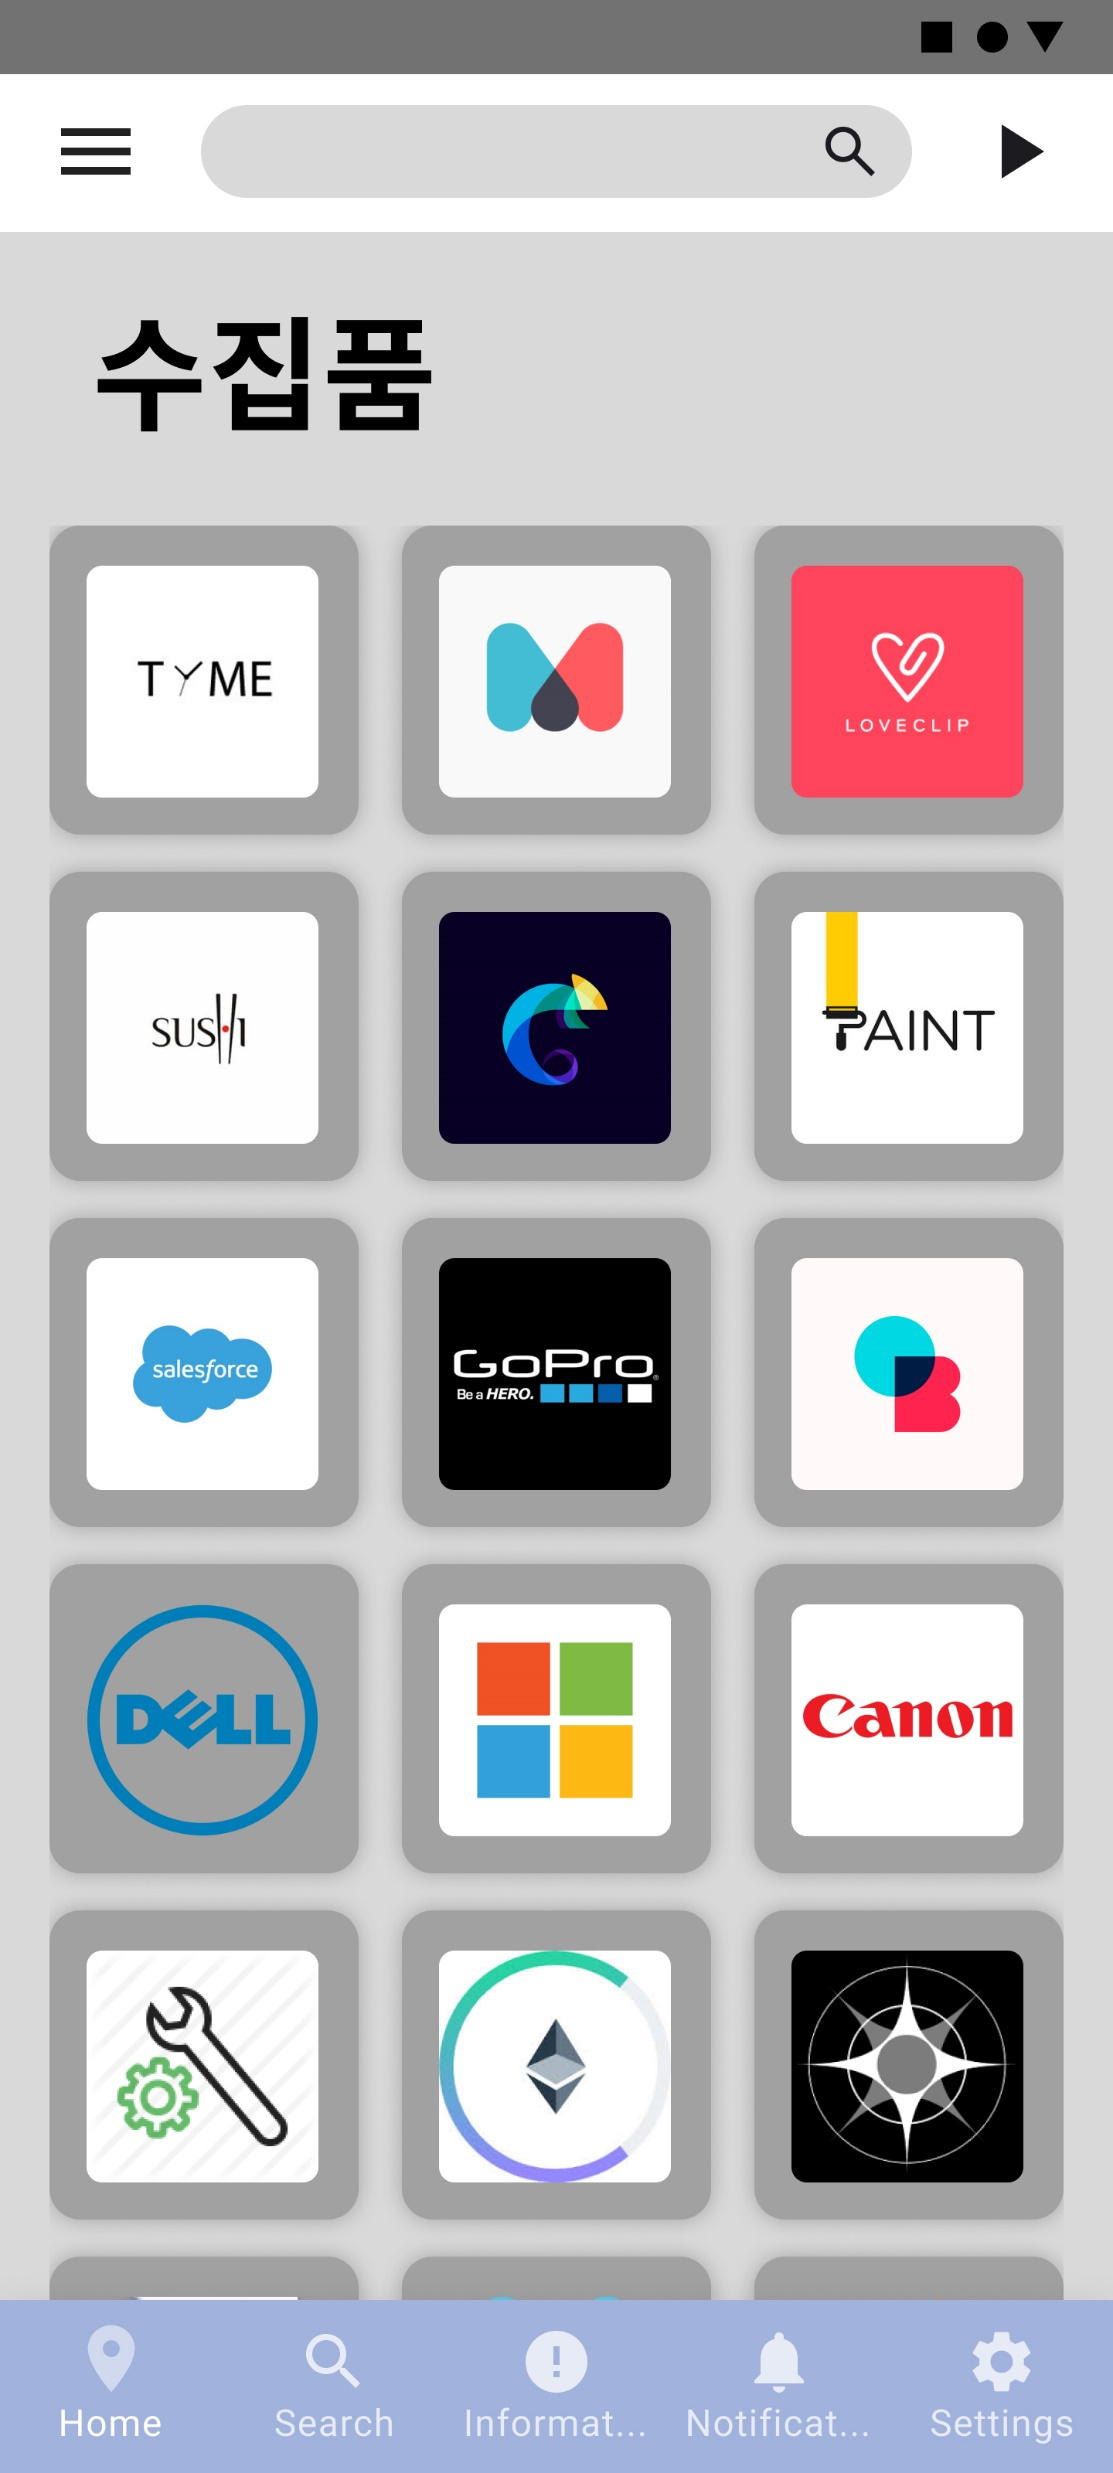 수집품
TYME
LOVECLIP
SUSHI
PAINT
salesforce
GoPro®
Be a HERO.
DELL
Canon
Home
Search
Informat...
Notificat...
Settings